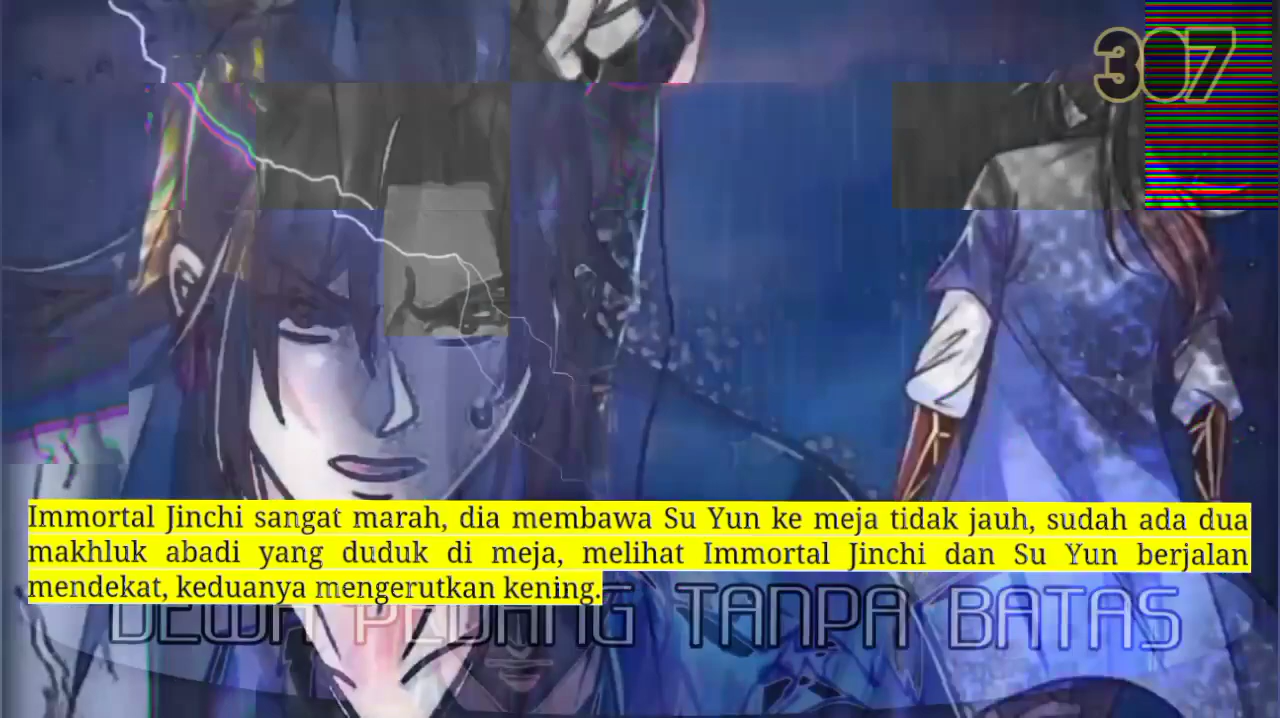 307
Immortal Jinchi sangat marah, dia membawa Su Yun ke meja tidak jauh, sudah ada dua
makhluk abadi yang duduk di meja, melihat Immortal Jinchi dan Su Yun berjalan
mendekat, keduanya mengerutkan kening.
DEWA PEDANG TANPA BATAS